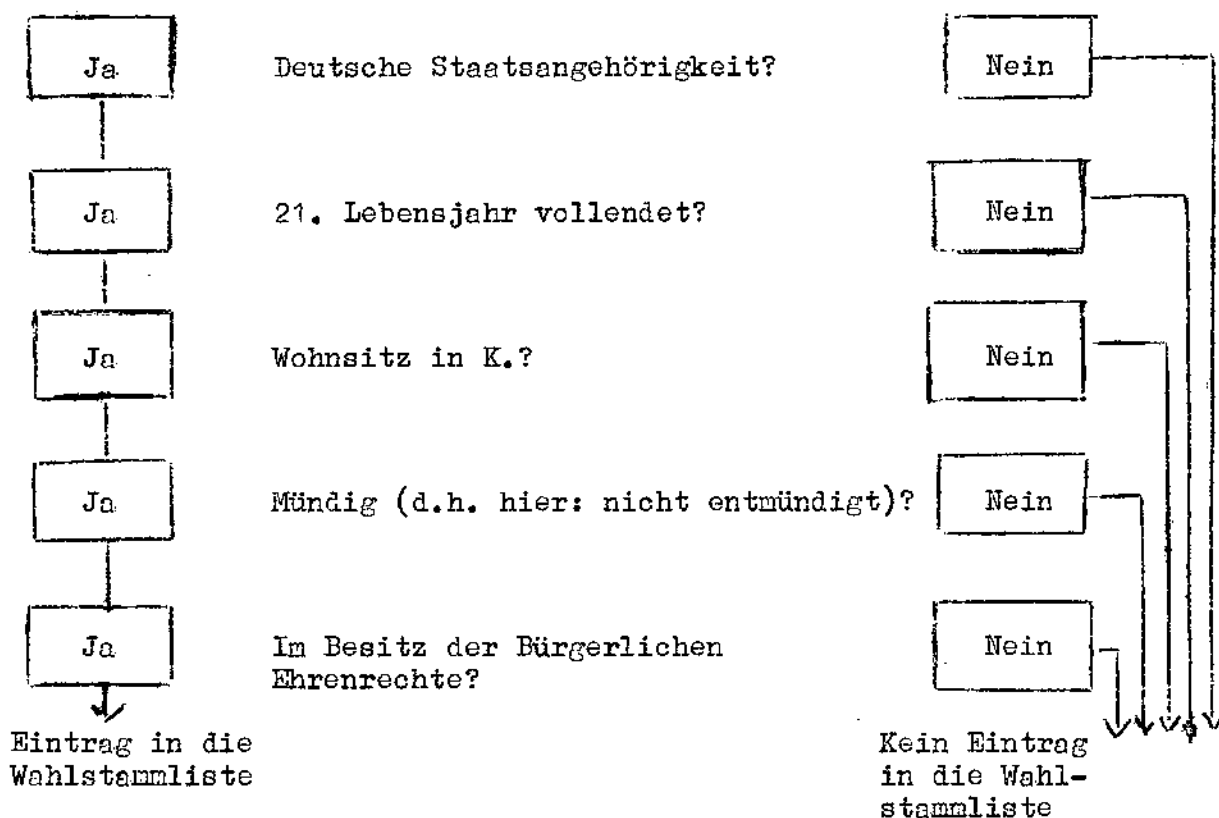 Ja Deutsche Staatsangehörigkeit? Nein
Ja 21. Lebensjahr vollendet? Nein
Ja Wohnsitz in K.? Nein
Ja Mündig (d.h. hier: nicht entmündigt)? Nein
Ja Im Besitz der Bürgerlichen Nein
Ehrenrechte?
Eintrag in die Kein Eintrag
Wahlstammliste in die Wahl-
stammliste